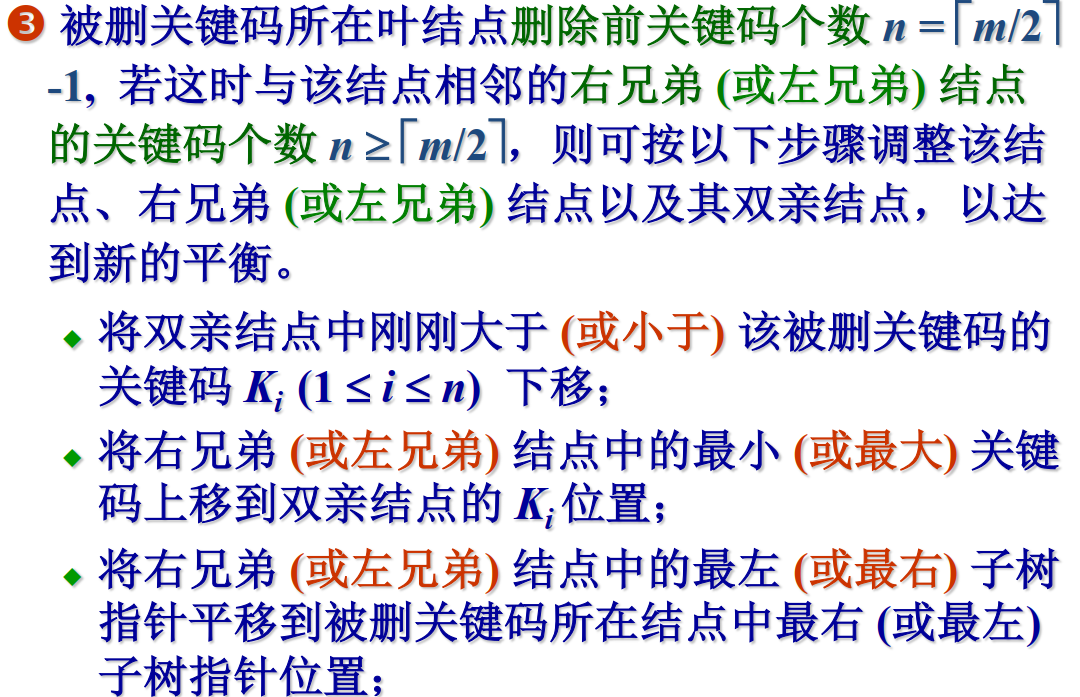 ❸ 被删关键码所在叶结点删除前关键码个数 n =⌈m/2⌉
-1, 若这时与该结点相邻的右兄弟 (或左兄弟) 结点
的关键码个数 n ≥⌈m/2⌉，则可按以下步骤调整该结
点、右兄弟 (或左兄弟) 结点以及其双亲结点，以达
到新的平衡。
◆ 将双亲结点中刚刚大于 (或小于) 该被删关键码的
关键码 Kᵢ (1 ≤ i ≤ n) 下移；
◆ 将右兄弟 (或左兄弟) 结点中的最小 (或最大) 关键
码上移到双亲结点的 Kᵢ 位置；
◆ 将右兄弟 (或左兄弟) 结点中的最左 (或最右) 子树
指针平移到被删关键码所在结点中最右 (或最左)
子树指针位置；